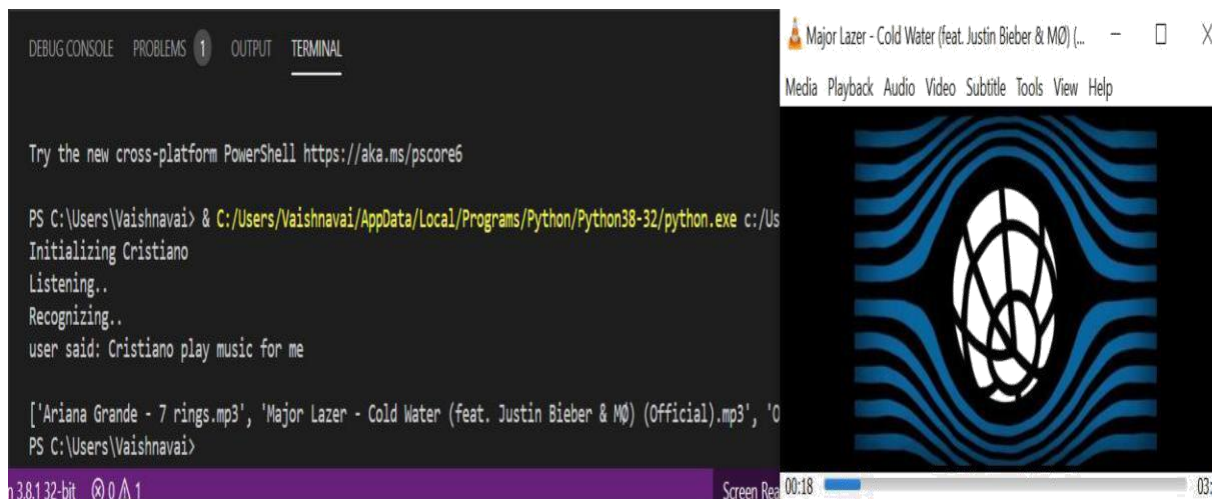 DEBUG CONSOLE PROBLEMS 1 OUTPUT TERMINAL
Try the new cross-platform PowerShell https://aka.ms/pscore6
PS C:\Users\Vaishnavai> & C:/Users/Vaishnavai/AppData/Local/Programs/Python/Python38-32/python.exe c:/Us
Initializing Cristiano
Listening..
Recognizing..
user said: Cristiano play music for me
['Ariana Grande - 7 rings.mp3', 'Major Lazer - Cold Water (feat. Justin Bieber & MØ) (Official).mp3', 'O
PS C:\Users\Vaishnavai>
n 3.8.1 32-bit 0 1
Screen Rea
Major Lazer - Cold Water (feat. Justin Bieber & MØ) (...
Media Playback Audio Video Subtitle Tools View Help
00:18 03: